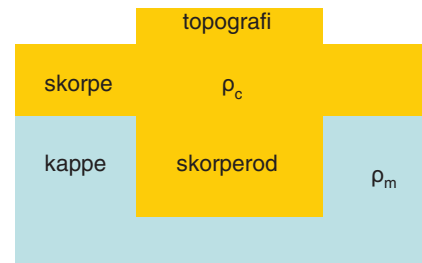 topografi
skorpe
ρc
kappe
skorperod
ρm